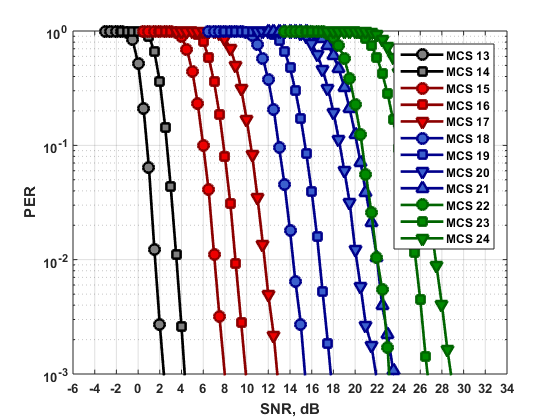 10^0
10^-1
10^-2
10^-3
PER
MCS 13
MCS 14
MCS 15
MCS 16
MCS 17
MCS 18
MCS 19
MCS 20
MCS 21
MCS 22
MCS 23
MCS 24
-6 -4 -2 0 2 4 6 8 10 12 14 16 18 20 22 24 26 28 30 32 34
SNR, dB